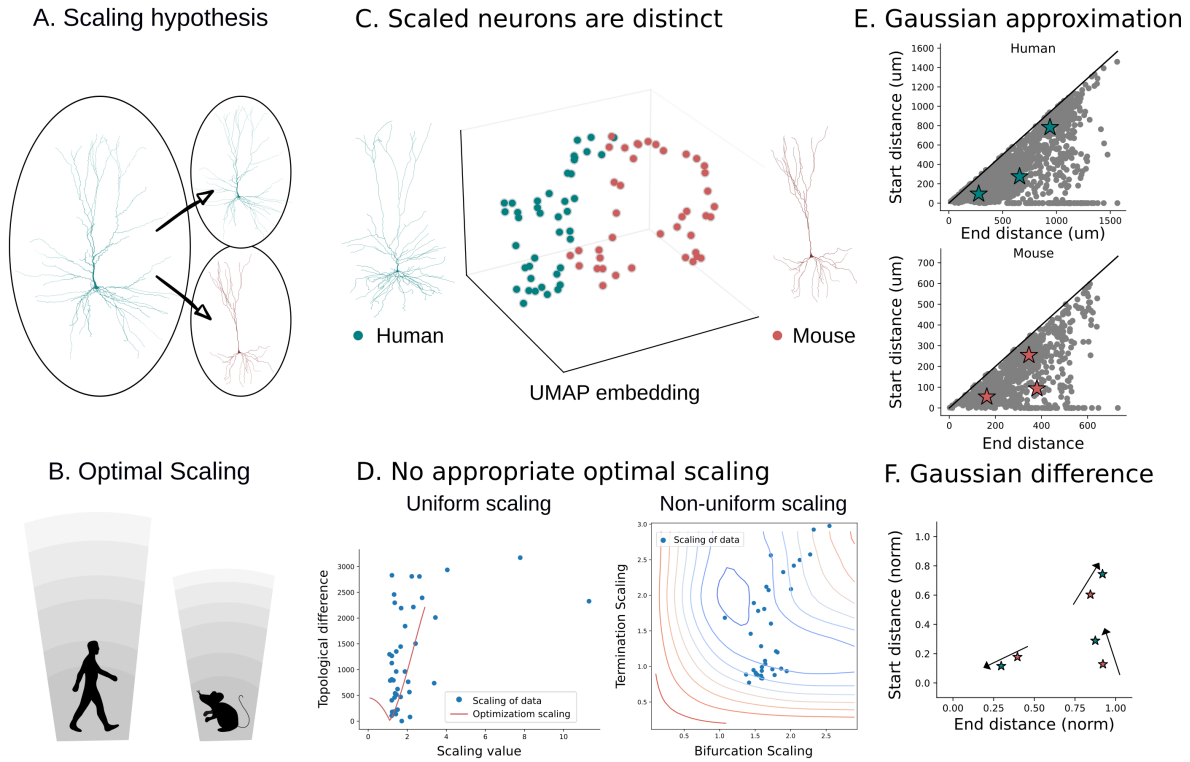 A. Scaling hypothesis
C. Scaled neurons are distinct
Human
Mouse
UMAP embedding
E. Gaussian approximation
Human
1600
1400
1200
1000
800
600
400
200
0
Start distance (um)
0 500 1000 1500
End distance (um)
Mouse
700
600
500
400
300
200
100
0
Start distance (um)
0 200 400 600
End distance
B. Optimal Scaling
D. No appropriate optimal scaling
Uniform scaling
3000
2500
2000
1500
1000
500
0
Topological difference
Scaling of data
Optimizatiom scaling
0 2 4 6 8 10
Scaling value
Non-uniform scaling
3.0
2.5
2.0
1.5
1.0
0.5
Termination Scaling
Scaling of data
0.5 1.0 1.5 2.0 2.5
Bifurcation Scaling
F. Gaussian difference
1.0
0.8
0.6
0.4
0.2
0.0
Start distance (norm)
0.00 0.25 0.50 0.75 1.00
End distance (norm)